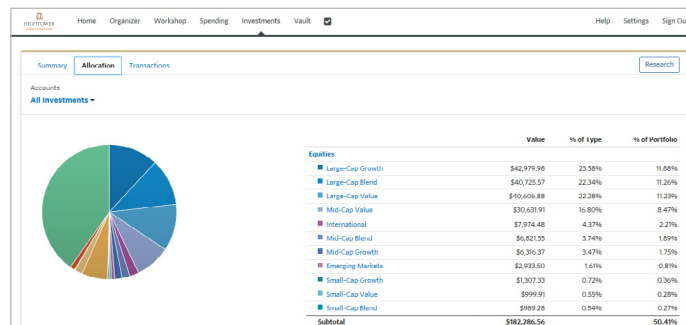 HIGHTOWER
Home Organizer Workshop Spending Investments Vault
Help Settings Sign Ou
Summary Allocation Transactions
Research
Accounts
All Investments
Value % of Type % of Portfolio
Equities
Large-Cap Growth $42,979.98 23.58% 11.88%
Large-Cap Blend $40,725.57 22.34% 11.26%
Large-Cap Value $40,606.88 22.28% 11.23%
Mid-Cap Value $30,631.91 16.80% 8.47%
International $7,974.48 4.37% 2.21%
Mid-Cap Blend $6,821.35 3.74% 1.89%
Mid-Cap Growth $6,316.37 3.47% 1.75%
Emerging Markets $2,933.50 1.61% 0.81%
Small-Cap Growth $1,307.33 0.72% 0.36%
Small-Cap Value $999.91 0.55% 0.28%
Small-Cap Blend $989.28 0.54% 0.27%
Subtotal $182,286.56 50.41%